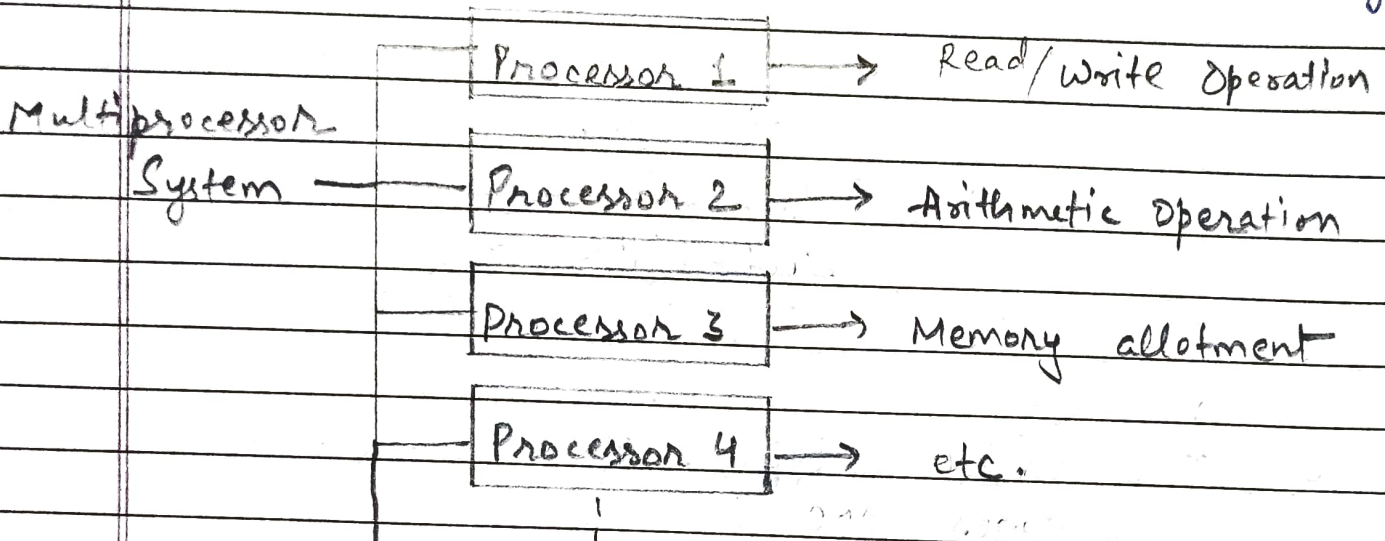 Processor 1 → Read/Write Operation
Multiprocessor
System Processor 2 → Arithmetic Operation
Processor 3 → Memory allotment
Processor 4 → etc.